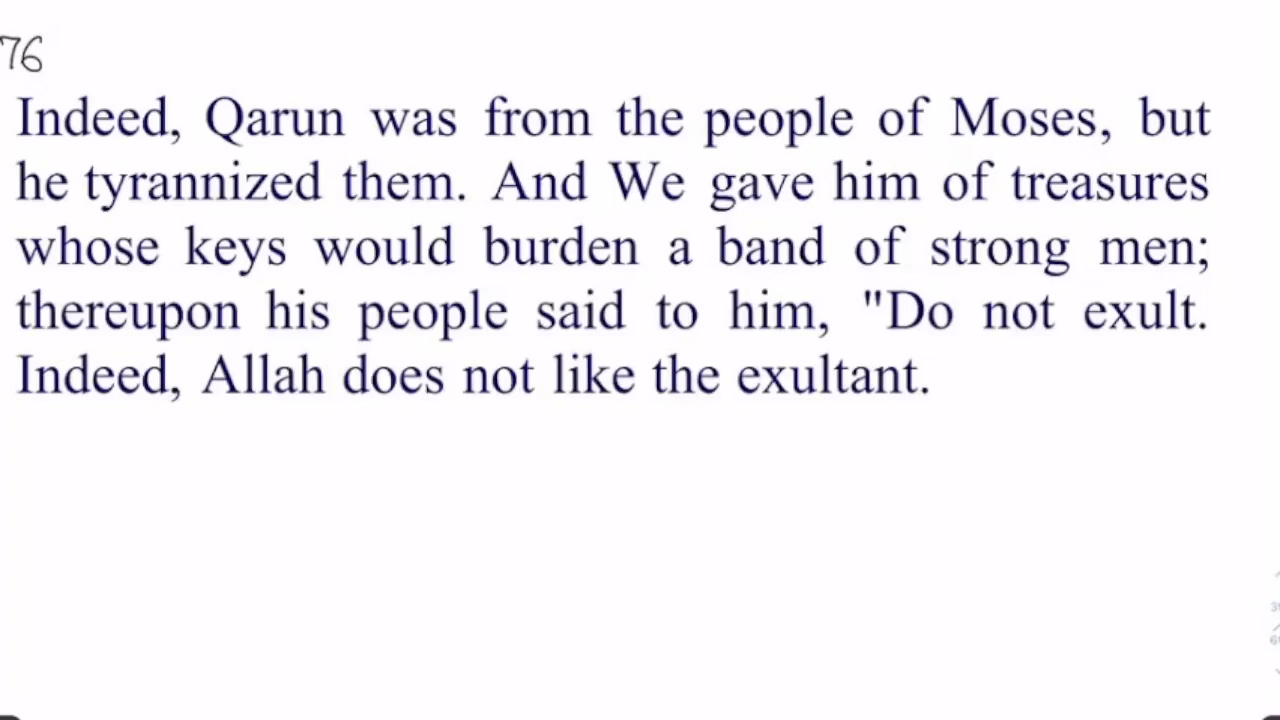 76
Indeed, Qarun was from the people of Moses, but
he tyrannized them. And We gave him of treasures
whose keys would burden a band of strong men;
thereupon his people said to him, "Do not exult.
Indeed, Allah does not like the exultant.